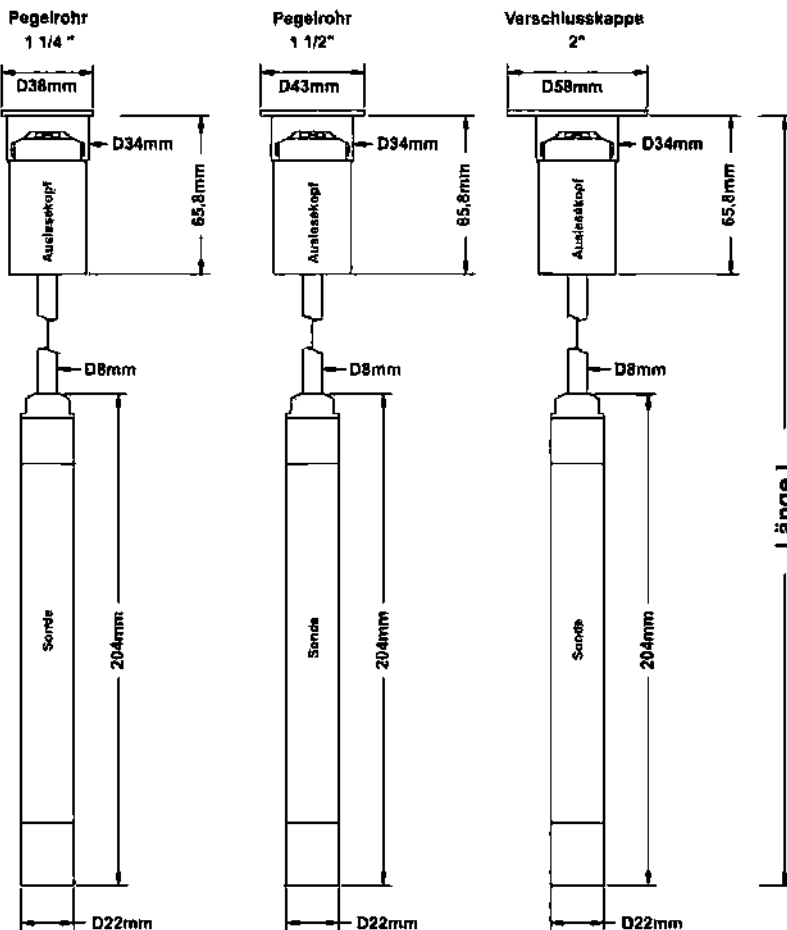 Pegelrohr
1 1/4 "
D38mm
D34mm
65,8mm
Auslesekopf
D8mm
Sonde
204mm
D22mm
Pegelrohr
1 1/2"
D43mm
D34mm
65,8mm
Auslesekopf
D8mm
Sonde
204mm
D22mm
Verschlusskappe
2"
D58mm
D34mm
65,8mm
Auslesekopf
D8mm
Sonde
204mm
D22mm
Länge L